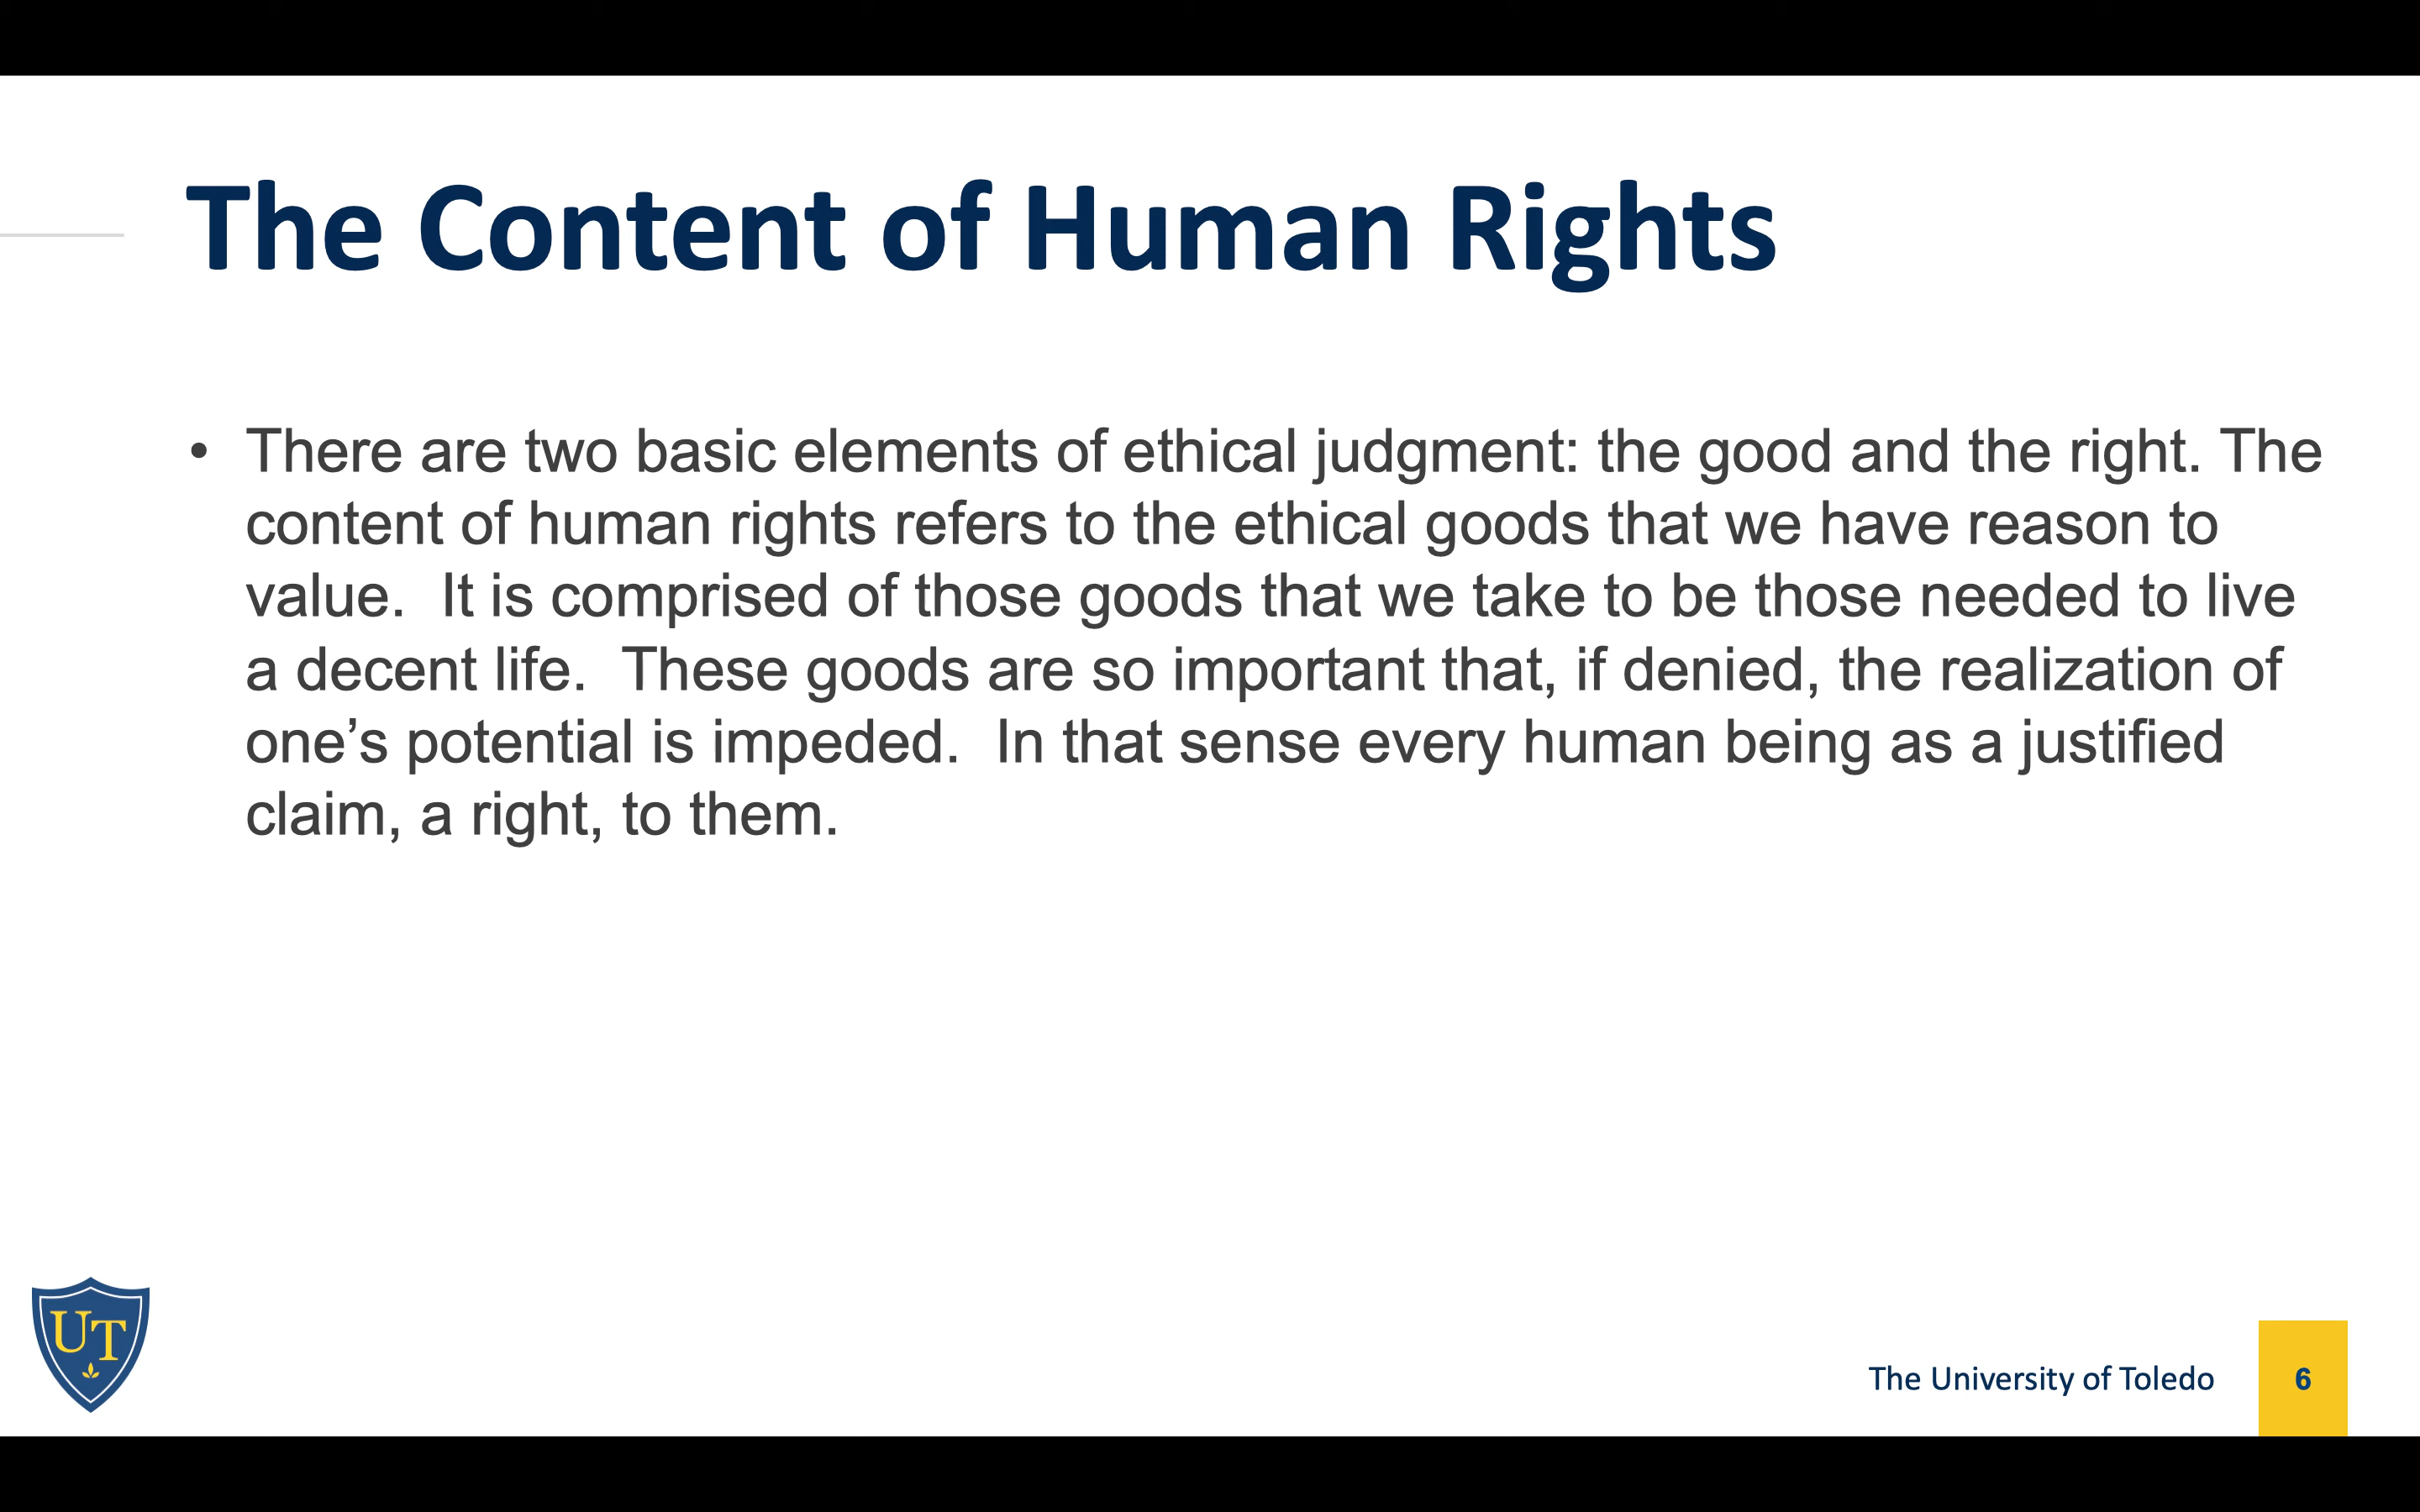 The Content of Human Rights
• There are two basic elements of ethical judgment: the good and the right. The
content of human rights refers to the ethical goods that we have reason to
value.  It is comprised of those goods that we take to be those needed to live
a decent life.  These goods are so important that, if denied, the realization of
one’s potential is impeded.  In that sense every human being as a justified
claim, a right, to them.
UT
The University of Toledo
6